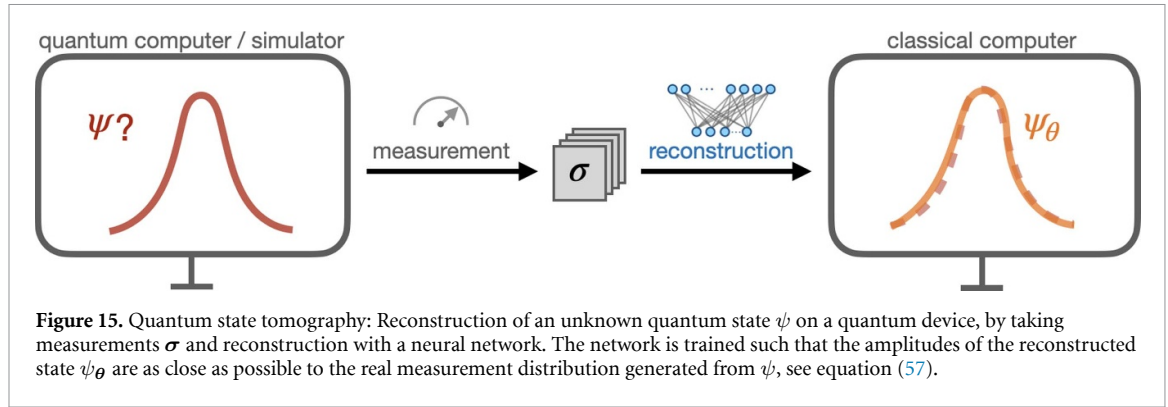 quantum computer / simulator
classical computer
ψ?
measurement
σ
reconstruction
ψθ
Figure 15. Quantum state tomography: Reconstruction of an unknown quantum state ψ on a quantum device, by taking
measurements σ and reconstruction with a neural network. The network is trained such that the amplitudes of the reconstructed
state ψθ are as close as possible to the real measurement distribution generated from ψ, see equation (57).